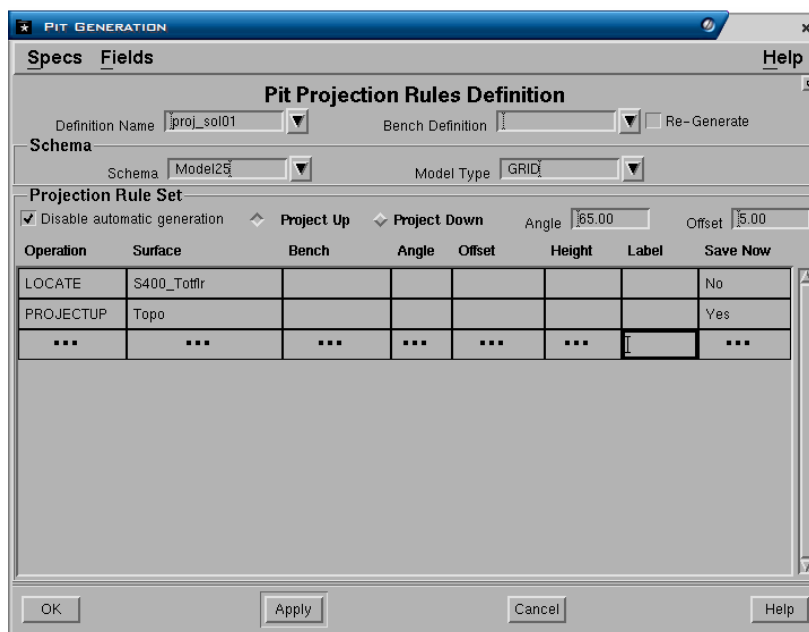 PIT GENERATION
Specs Fields Help
Pit Projection Rules Definition
Definition Name proj_sol01 Bench Definition Re-Generate
Schema
Schema Model25 Model Type GRID
Projection Rule Set
Disable automatic generation Project Up Project Down Angle 65.00 Offset 5.00
Operation Surface Bench Angle Offset Height Label Save Now
LOCATE S400_Totflr No
PROJECTUP Topo Yes
... ... ... ... ... ... ...
OK Apply Cancel Help